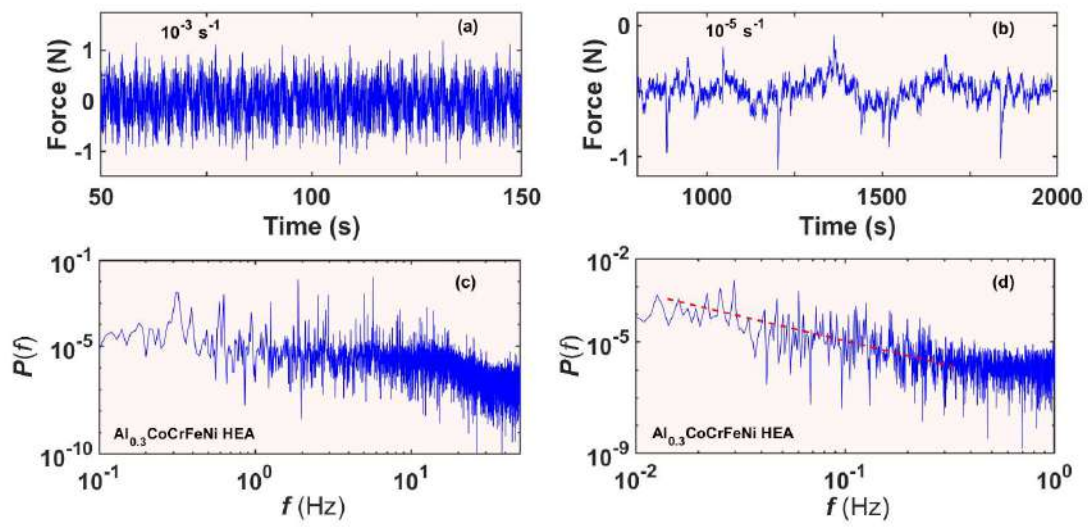 10⁻³ s⁻¹
(a)
Force (N)
1
0
-1
50
100
150
Time (s)
10⁻⁵ s⁻¹
(b)
Force (N)
0
-1
1000
1500
2000
Time (s)
(c)
P(f)
10⁻¹
10⁻⁵
10⁻¹⁰
Al₀.₃CoCrFeNi HEA
10⁻¹
10⁰
10¹
f (Hz)
(d)
P(f)
10⁻²
10⁻⁵
10⁻⁹
Al₀.₃CoCrFeNi HEA
10⁻²
10⁻¹
10⁰
f (Hz)